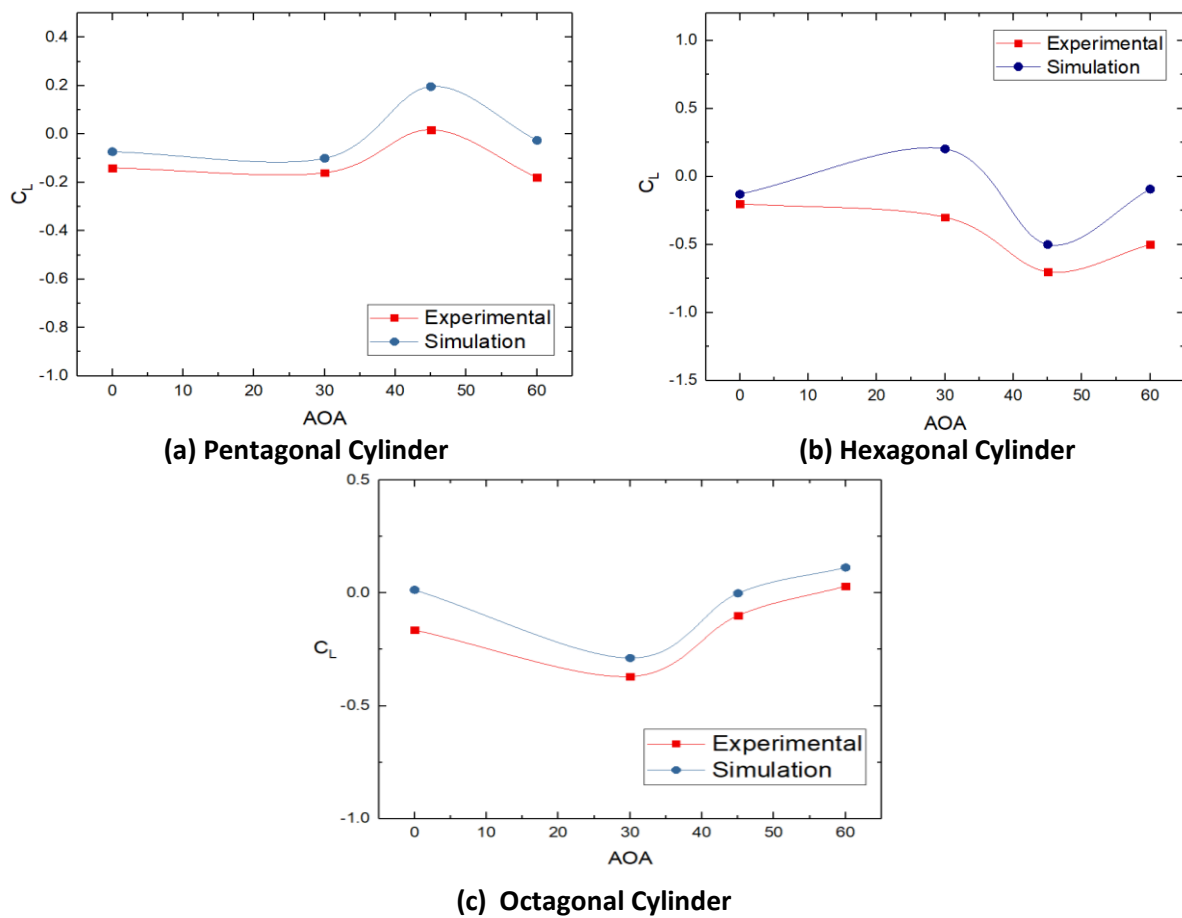 0.4
0.2
0.0
-0.2
-0.4
-0.6
-0.8
-1.0
C_L
0 10 20 30 40 50 60
AOA
Experimental
Simulation
(a) Pentagonal Cylinder
1.0
0.5
0.0
-0.5
-1.0
-1.5
C_L
0 10 20 30 40 50 60
AOA
Experimental
Simulation
(b) Hexagonal Cylinder
0.5
0.0
-0.5
-1.0
C_L
0 10 20 30 40 50 60
AOA
Experimental
Simulation
(c) Octagonal Cylinder